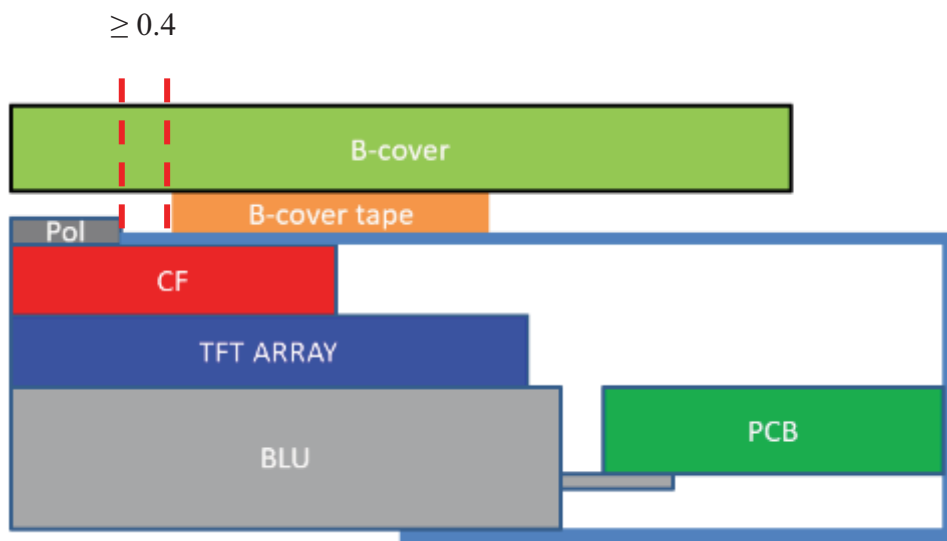 ≥ 0.4
B-cover
B-cover tape
Pol
CF
TFT ARRAY
BLU
PCB